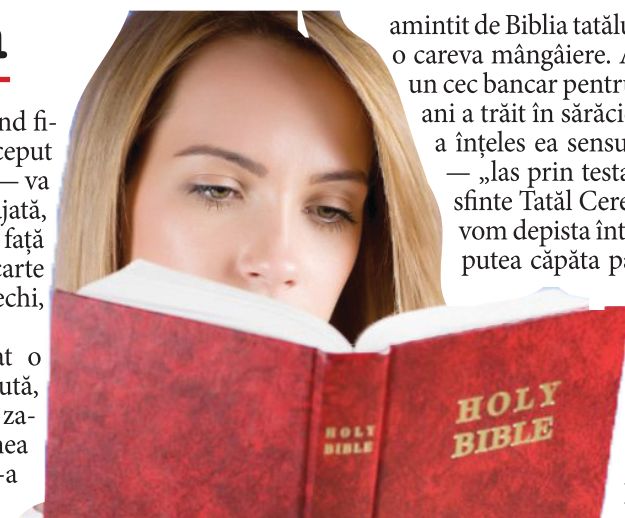 nd fi-
ceput
— va
jată,
față
carte
echi,
at o
ută,
za-
nea
-a
amintit de Biblia tatălu
o careva mângâiere.
un cec bancar pentru
ani a trăit în sărăcie
a înțeles ea sensu
— „las prin testa
sfinte Tatăl Cere
vom depista înt
putea căpăta pa
HOLY
BIBLE
HOLY
BIBLE